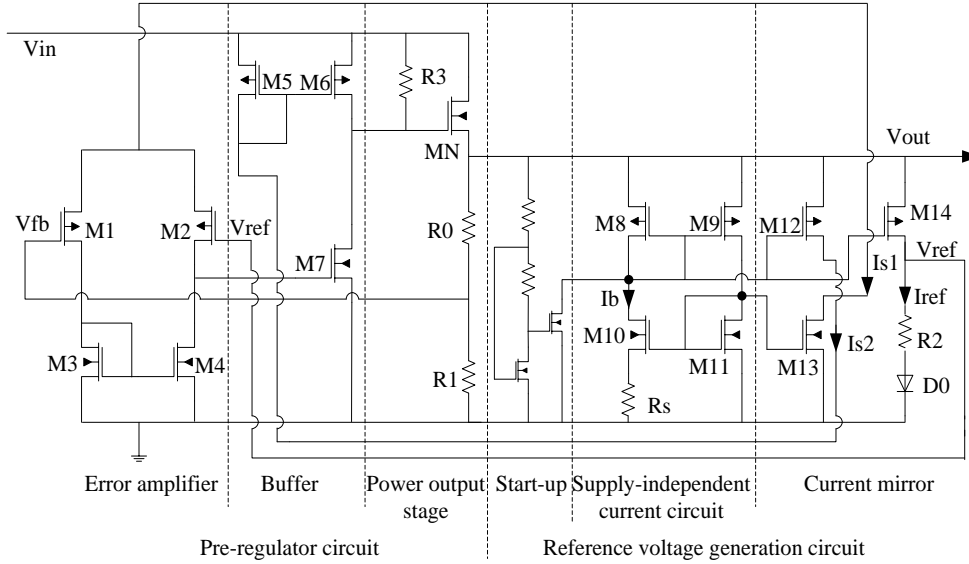 Vin
M5
M6
R3
MN
Vout
Vfb
M1
M2
Vref
M7
R0
M8
M9
M12
M14
Is1
Vref
Ib
Iref
M10
M11
M13
Is2
R2
M3
M4
R1
Rs
D0
Error amplifier
Buffer
Power output
stage
Start-up
Supply-independent
current circuit
Current mirror
Pre-regulator circuit
Reference voltage generation circuit